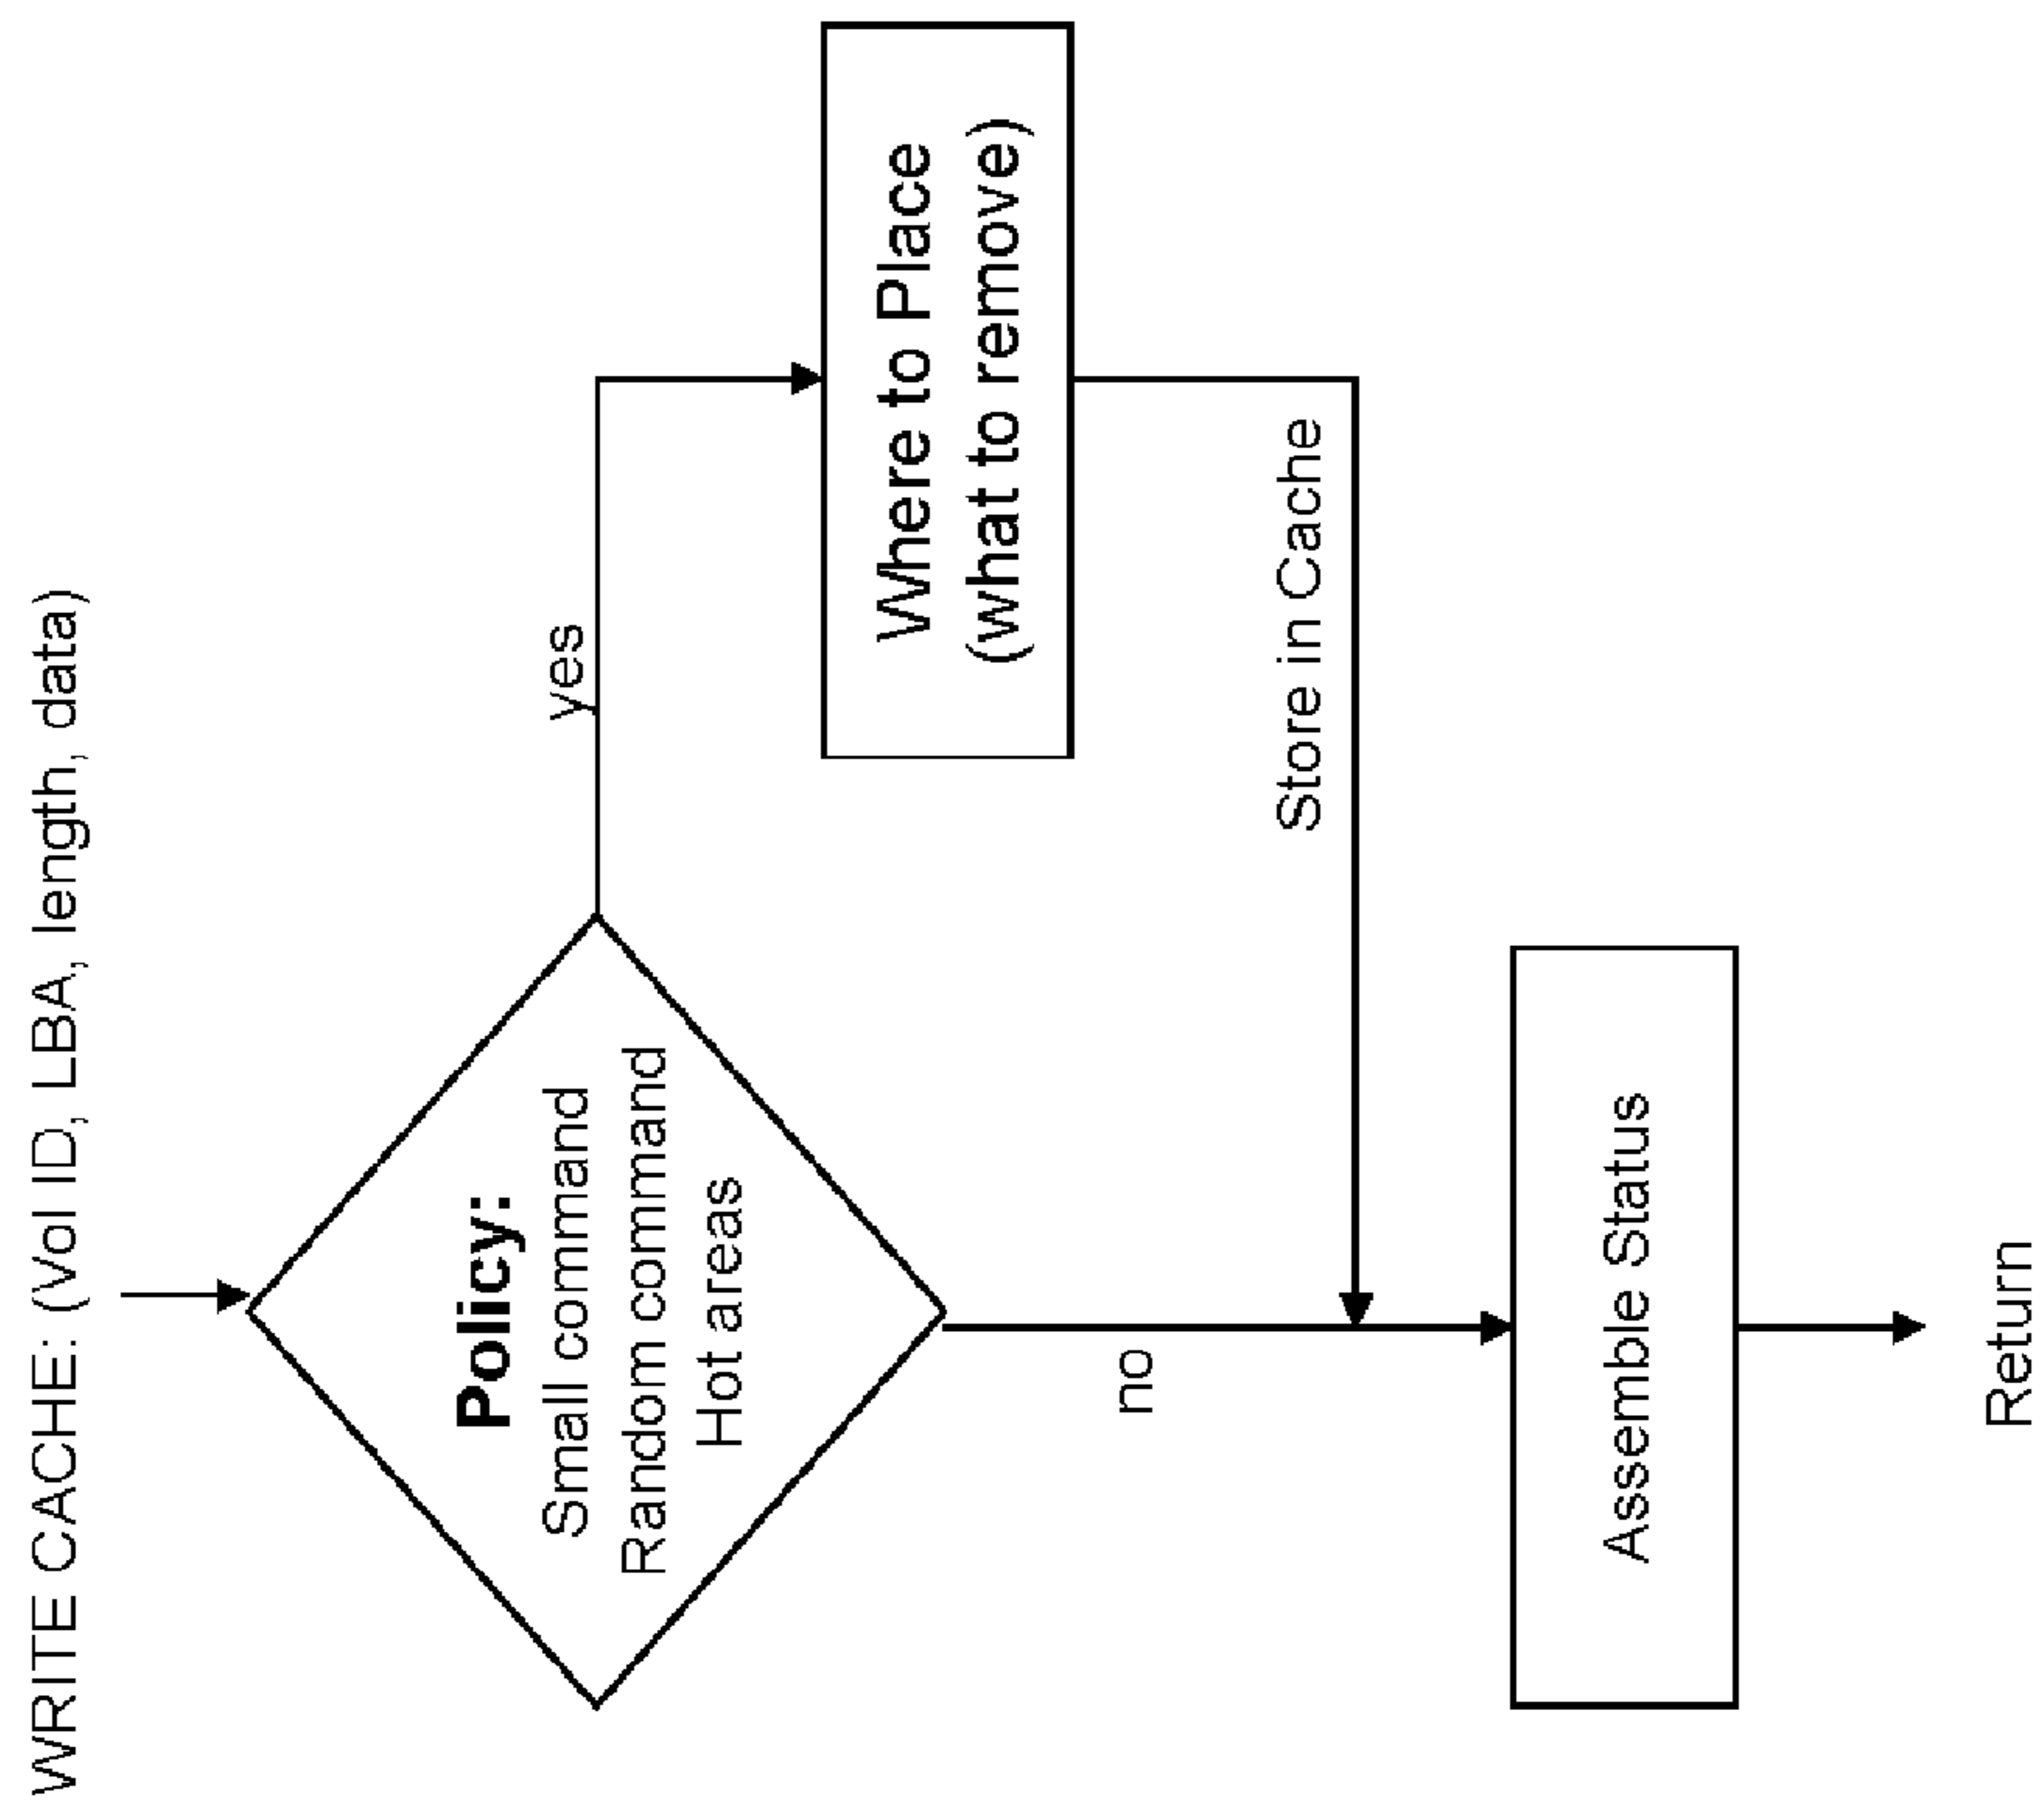 WRITE CACHE: (Vol ID, LBA, length, data)
Policy:
Small command
Random command
Hot areas
yes
Where to Place
(what to remove)
no
Store in Cache
Assemble Status
Return